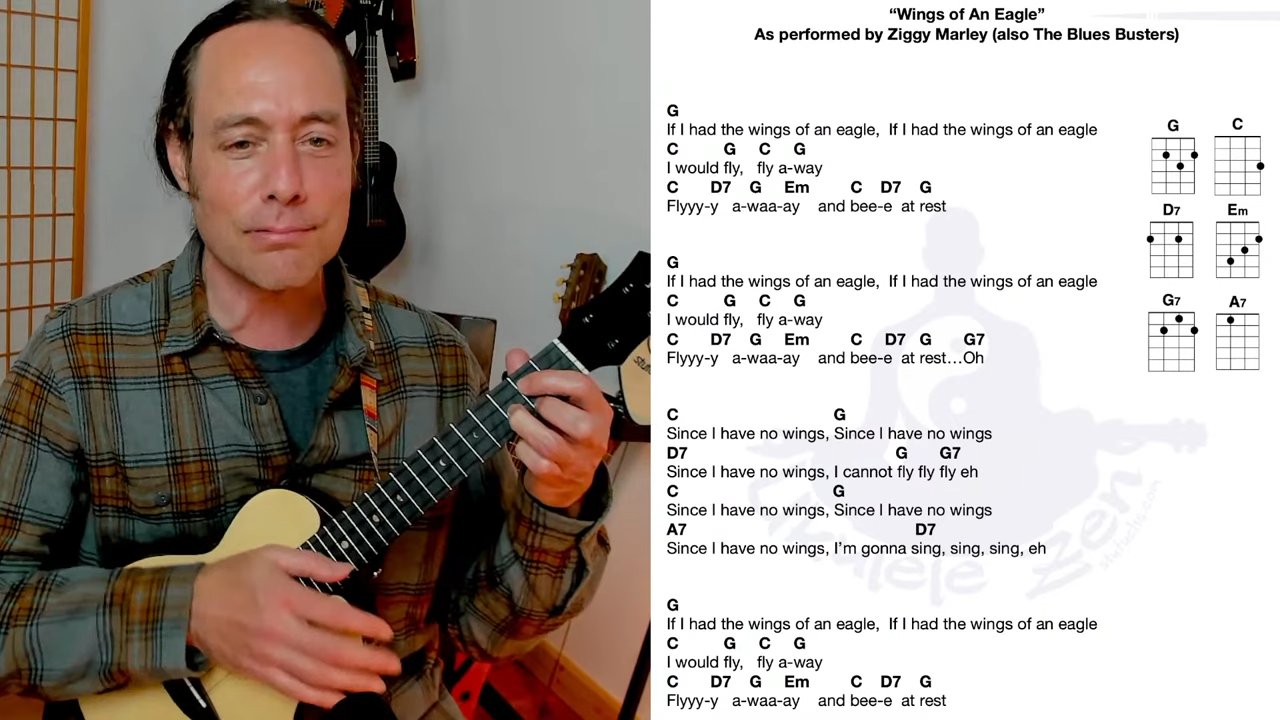 “Wings of An Eagle”
As performed by Ziggy Marley (also The Blues Busters)
G
If I had the wings of an eagle,  If I had the wings of an eagle
C G C G
I would fly,   fly a-way
C D7 G Em C D7 G
Flyyy-y   a-waa-ay    and bee-e  at rest
G
If I had the wings of an eagle,  If I had the wings of an eagle
C G C G
I would fly,   fly a-way
C D7 G Em C D7 G G7
Flyyy-y   a-waa-ay    and bee-e  at rest…Oh
C G
Since I have no wings, Since I have no wings
D7 G G7
Since I have no wings, I cannot fly fly fly eh
C G
Since I have no wings, Since I have no wings
A7 D7
Since I have no wings, I’m gonna sing, sing, sing, eh
G
If I had the wings of an eagle,  If I had the wings of an eagle
C G C G
I would fly,   fly a-way
C D7 G Em C D7 G
Flyyy-y   a-waa-ay    and bee-e  at rest
G C
D7 Em
G7 A7
Ukulele Zen